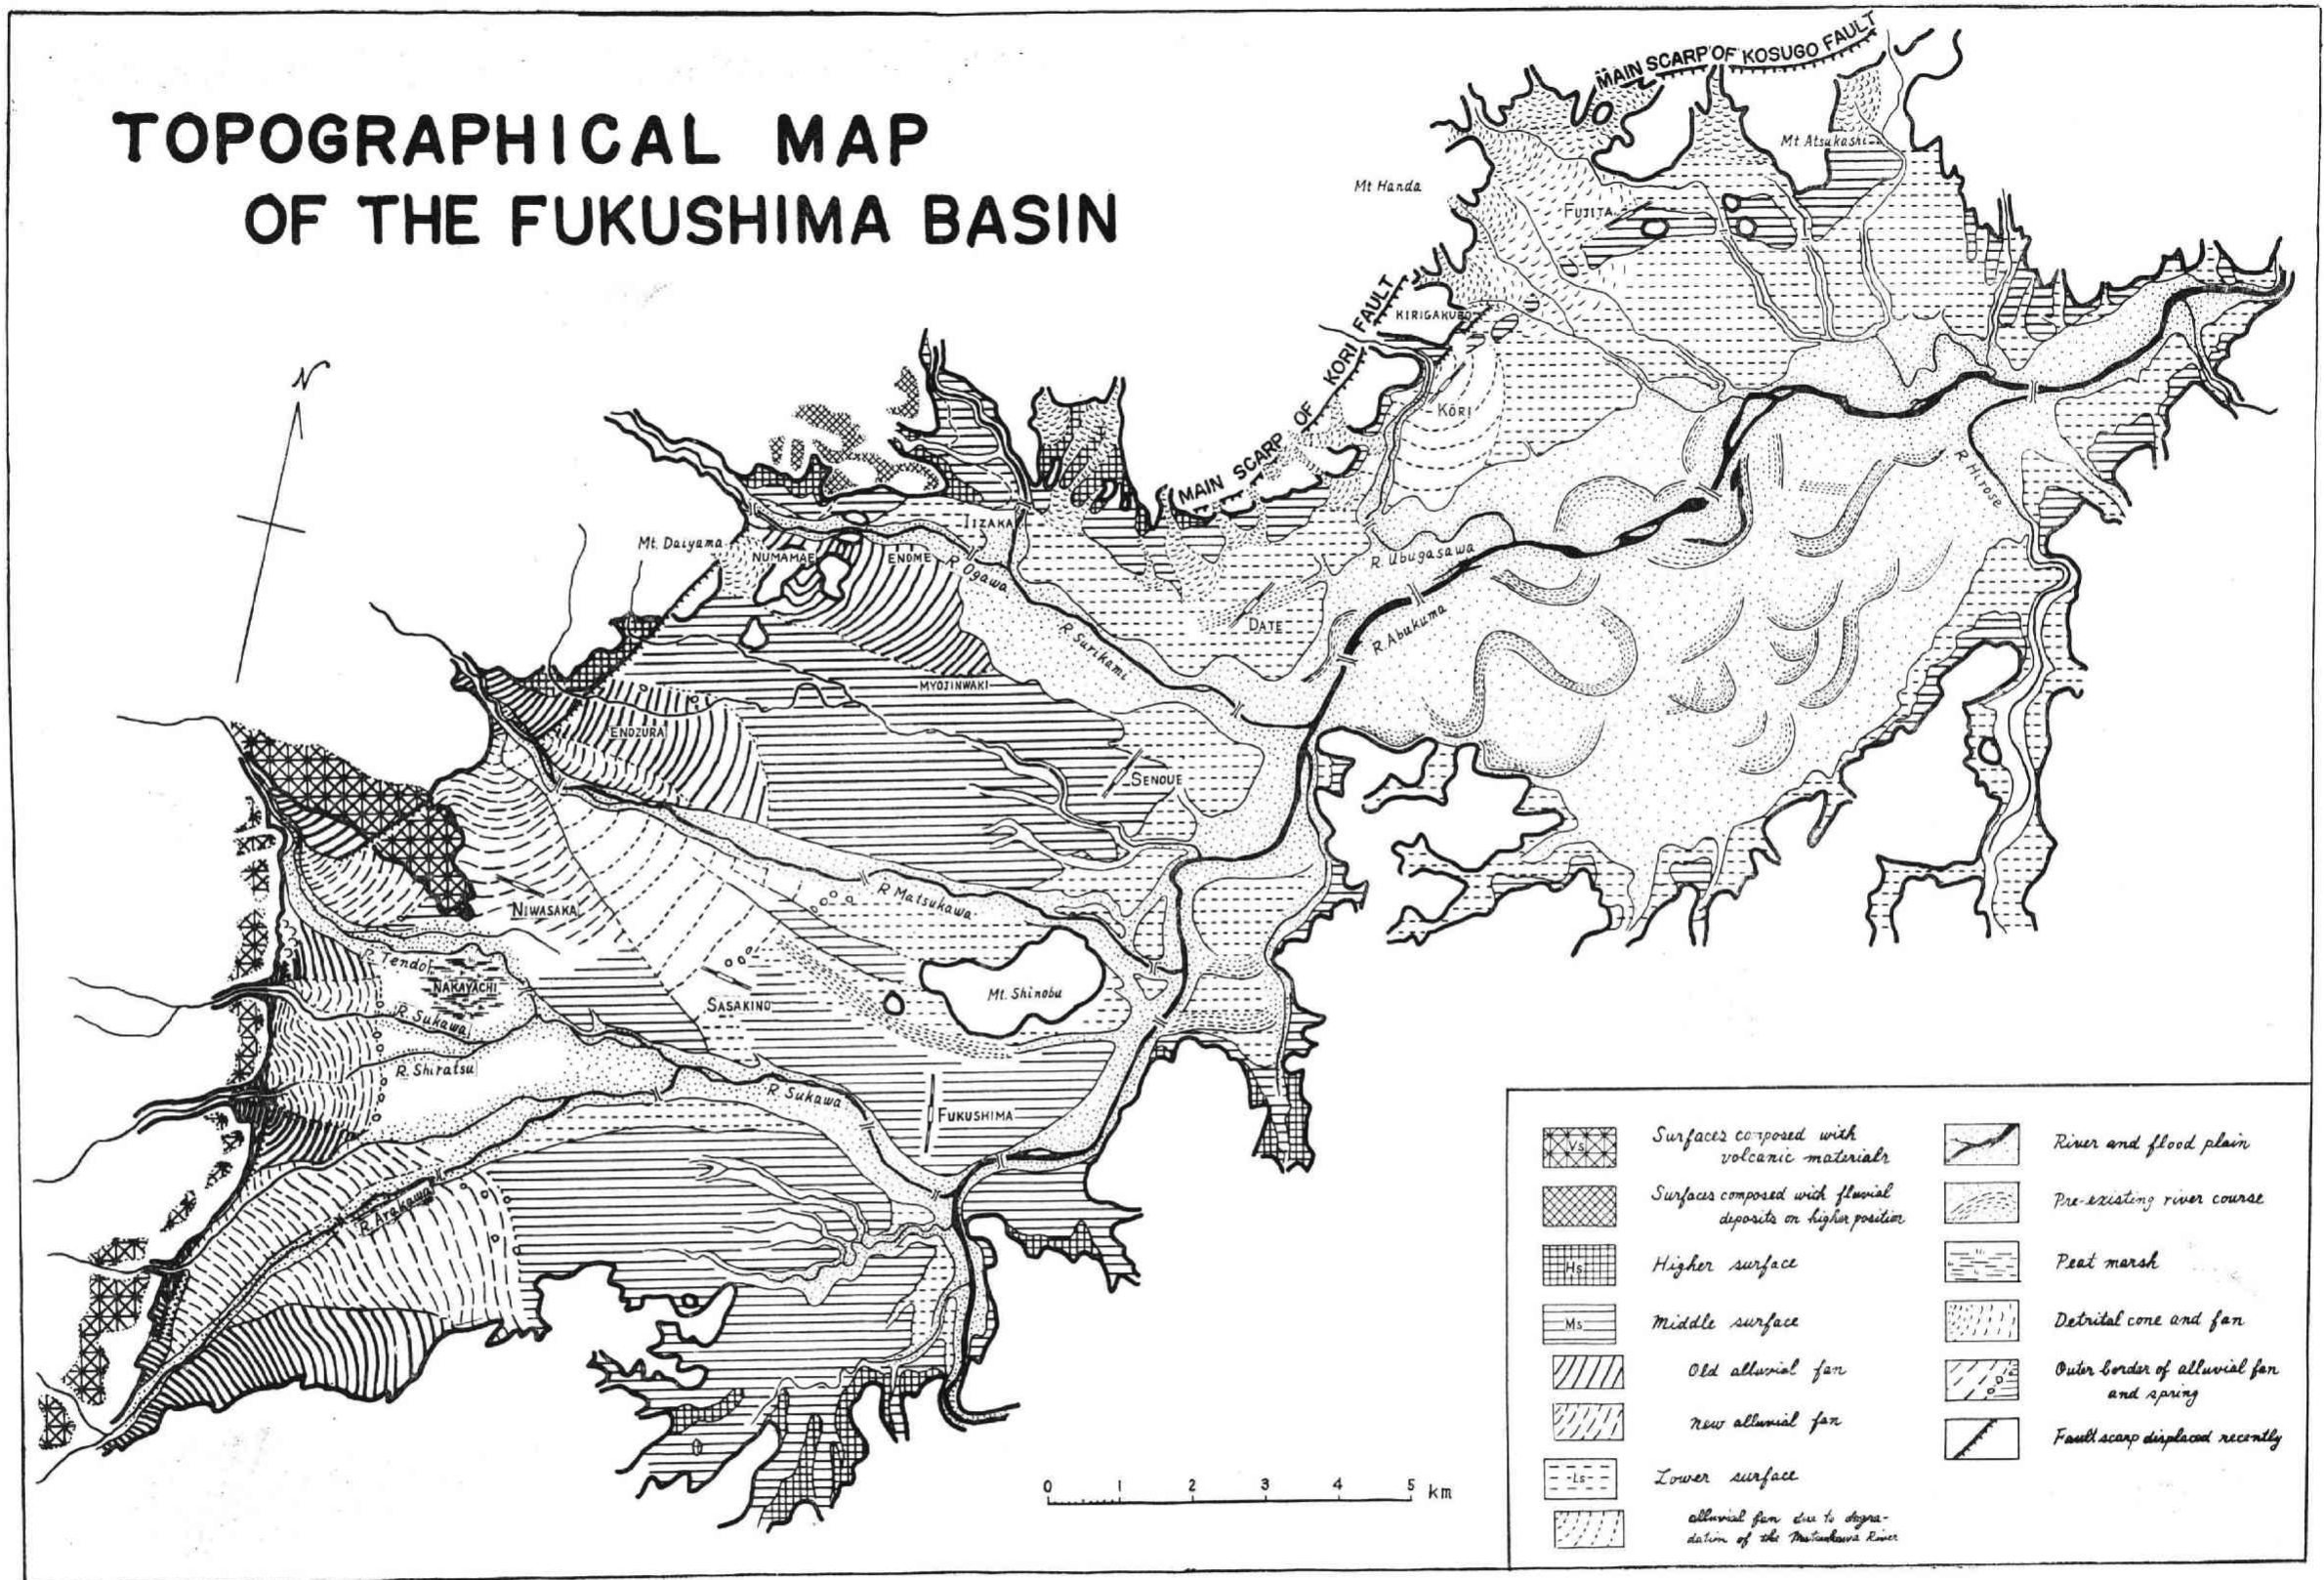 TOPOGRAPHICAL MAP
OF THE FUKUSHIMA BASIN
MAIN SCARP OF KOSUGO FAULT
Mt Atsukashi
Mt Handa
FUJITA
MAIN SCARP OF KORI FAULT
KIRIGAKUBO
KŌRI
N
R. Hirose
IIZAKA
Mt. Daiyama
NUMAMAE
ENOME
R Ogawa
R. Ubugasawa
DATE
R. Abukuma
R Surikami
MYOJINWAKI
ENOZURA
SENOUE
R Matsukawa
NIWASAKA
R. Tendo
NAKAYACHI
Mt. Shinobu
SASAKINO
R. Sukawa
R. Shiratsu
R Sukawa
FUKUSHIMA
R. Arakawa
0 1 2 3 4 5 km
Vs
Surfaces composed with
volcanic materials
Surfaces composed with fluvial
deposits on higher position
Hs
Higher surface
Ms
Middle surface
Old alluvial fan
New alluvial fan
Ls
Lower surface
alluvial fan due to degra-
dation of the Matsukawa River
River and flood plain
Pre-existing river course
Peat marsh
Detrital cone and fan
Outer border of alluvial fan
and spring
Fault scarp displaced recently